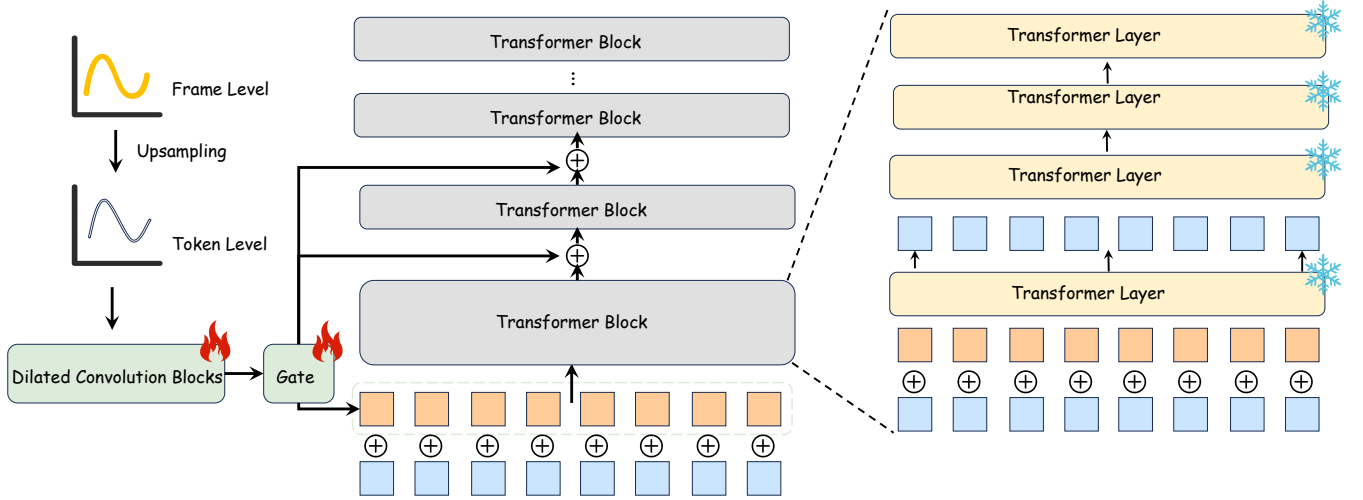 Frame Level
Upsampling
Token Level
Dilated Convolution Blocks
Gate
Transformer Block
⋮
Transformer Block
Transformer Block
Transformer Block
Transformer Layer
Transformer Layer
Transformer Layer
Transformer Layer